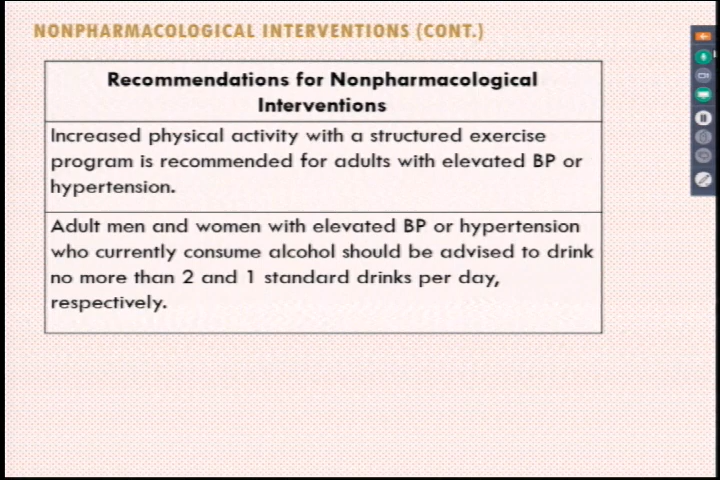 NONPHARMACOLOGICAL INTERVENTIONS (CONT.)
Recommendations for Nonpharmacological
Interventions
Increased physical activity with a structured exercise
program is recommended for adults with elevated BP or
hypertension.
Adult men and women with elevated BP or hypertension
who currently consume alcohol should be advised to drink
no more than 2 and 1 standard drinks per day,
respectively.